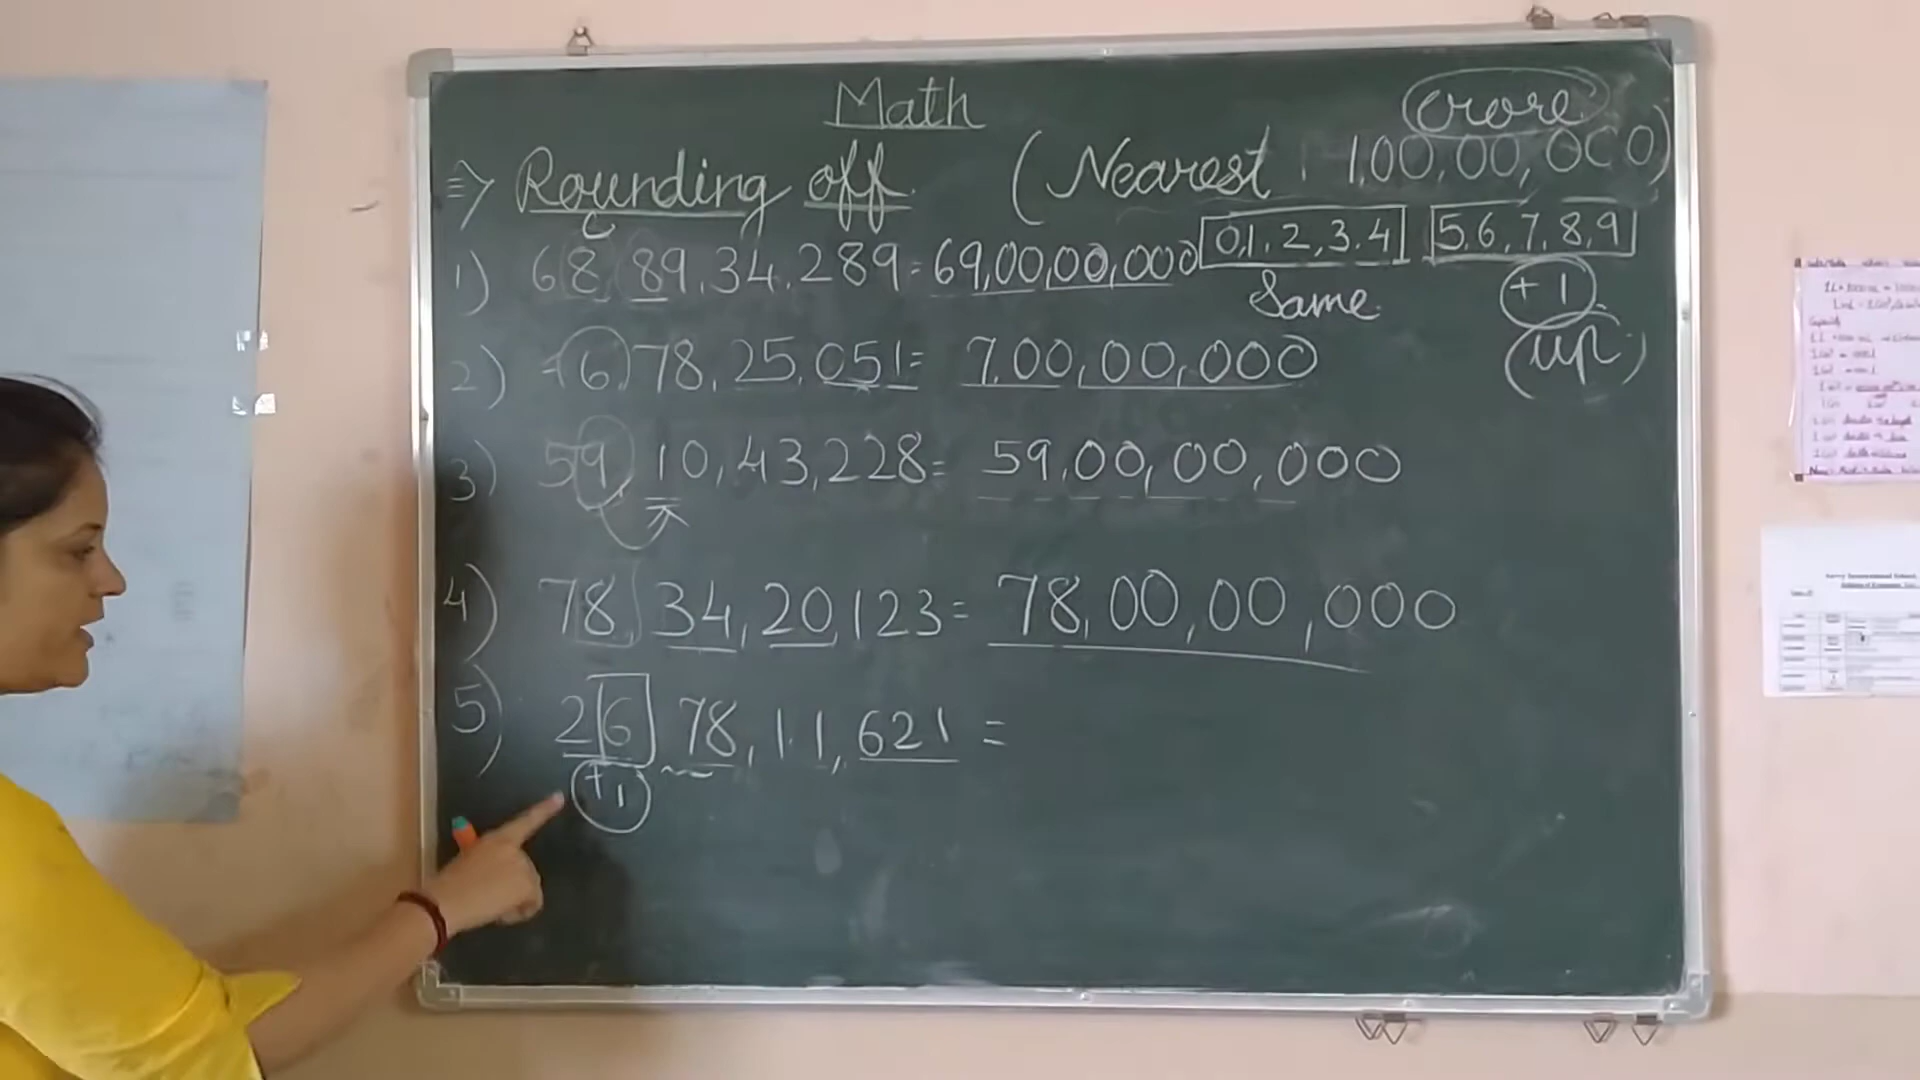 Math
crore
⇒ Rounding off. (Nearest 1,00,00,000)
0,1,2,3,4 5,6,7,8,9
1) 68,89,34,289=69,00,00,000
Same +1
2) 6,78,25,051= 7,00,00,000
(up)
3) 59,10,43,228= 59,00,00,000
4) 78,34,20,123= 78,00,00,000
5) 26,78,11,621 =
+1